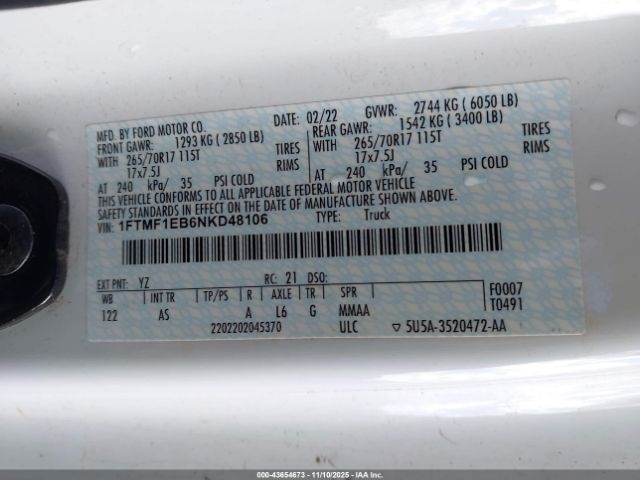 MFD. BY FORD MOTOR CO. DATE: 02/22 GVWR: 2744 KG ( 6050 LB)
FRONT GAWR: 1293 KG ( 2850 LB) REAR GAWR: 1542 KG ( 3400 LB)
WITH 265/70R17 115T TIRES WITH 265/70R17 115T TIRES
17x7.5J RIMS 17x7.5J RIMS
AT 240 kPa/ 35 PSI COLD AT 240 kPa/ 35 PSI COLD
THIS VEHICLE CONFORMS TO ALL APPLICABLE FEDERAL MOTOR VEHICLE
SAFETY AND THEFT PREVENTION STANDARDS IN EFFECT ON THE DATE OF MANUFACTURE SHOWN ABOVE.
VIN: 1FTMF1EB6NKD48106 TYPE: Truck
EXT PNT: YZ RC: 21 DSO: F0007
WB INT TR TP/PS R AXLE TR SPR T0491
122 AS A L6 G MMAA
2202202045370 ULC ▽ 5U5A-3520472-AA
000-43654673 - 11/10/2025 - IAAI.COM